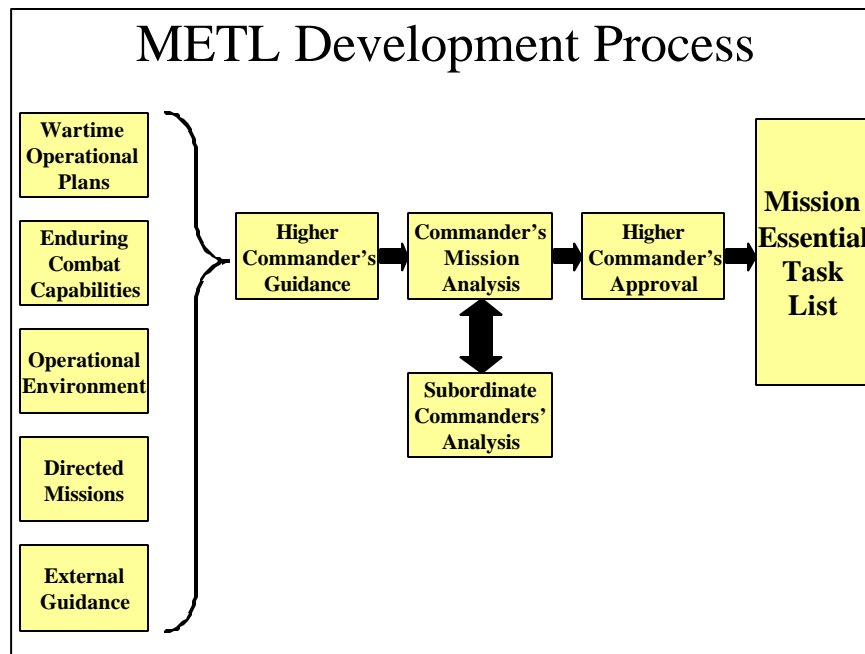 METL Development Process
Wartime
Operational
Plans
Enduring
Combat
Capabilities
Operational
Environment
Directed
Missions
External
Guidance
Higher
Commander's
Guidance
Commander's
Mission
Analysis
Subordinate
Commanders'
Analysis
Higher
Commander's
Approval
Mission
Essential
Task
List